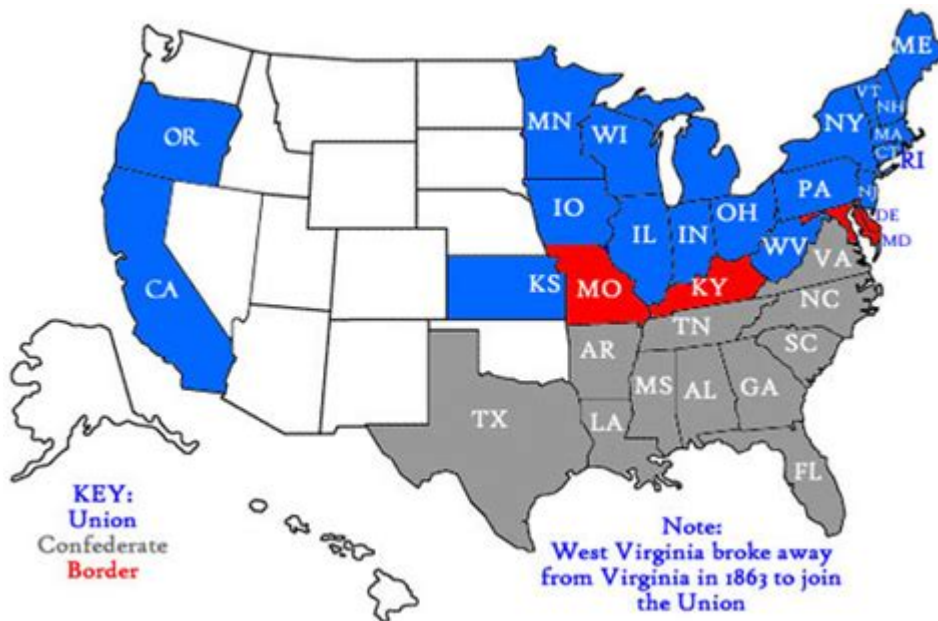 ME
VT
NH
MN
NY
OR
WI
MA
CT
RI
PA
IO
NJ
OH
DE
IL
IN
WV
MD
VA
CA
KS
MO
KY
NC
TN
AR
SC
MS
AL
GA
TX
LA
FL
KEY:
Union
Confederate
Border
Note:
West Virginia broke away
from Virginia in 1863 to join
the Union